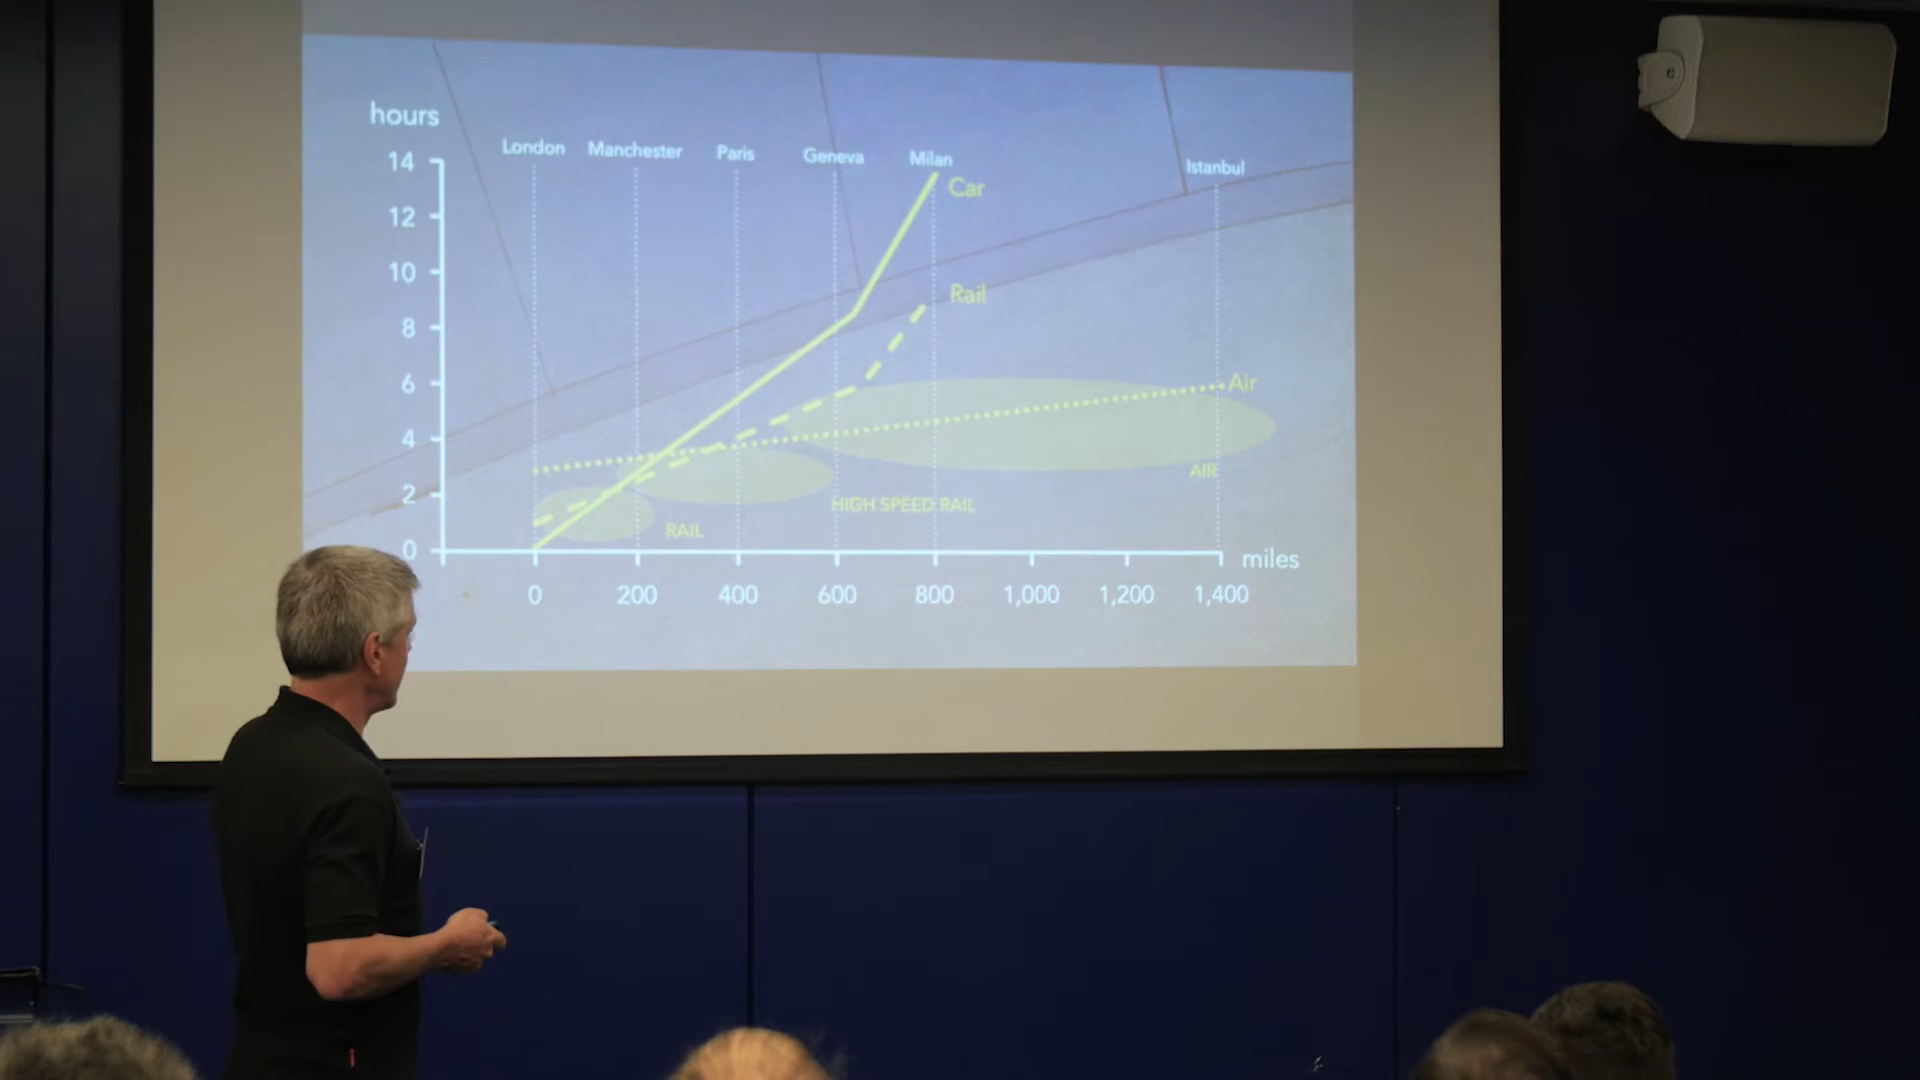 hours
London Manchester Paris Geneva Milan Istanbul
14
Car
12
10
Rail
8
6
Air
4
AIR
2
HIGH SPEED RAIL
RAIL
0
miles
0 200 400 600 800 1,000 1,200 1,400